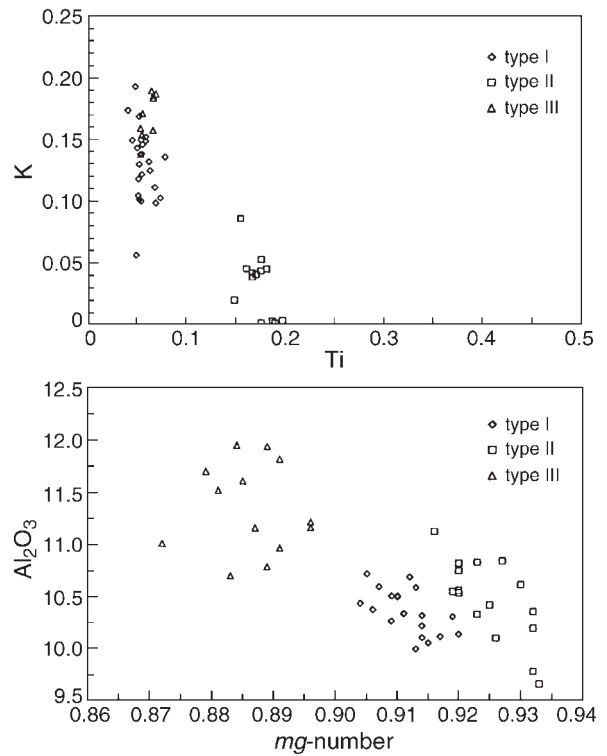 0.25
0.20
0.15
0.10
0.05
0
K
◇ type I
□ type II
△ type III
0 0.1 0.2 0.3 0.4 0.5
Ti
12.5
12.0
11.5
11.0
10.5
10.0
9.5
Al₂O₃
◇ type I
□ type II
△ type III
0.86 0.87 0.88 0.89 0.90 0.91 0.92 0.93 0.94
mg-number